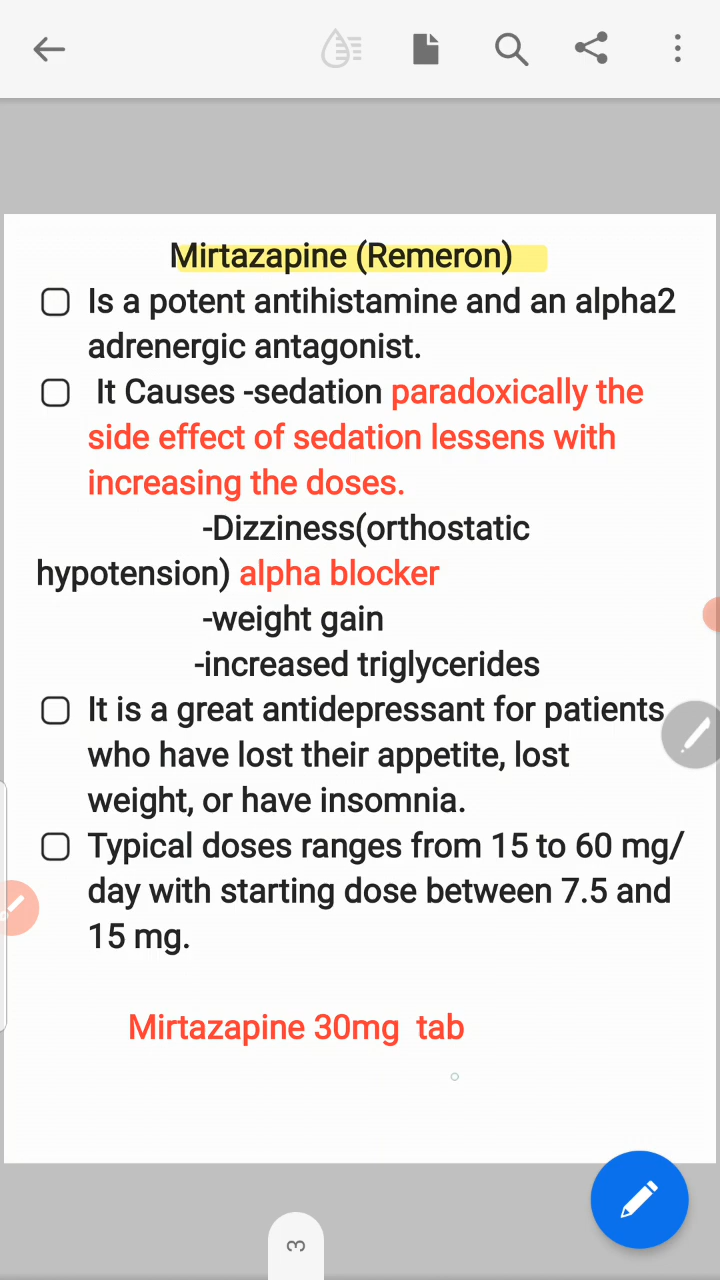 Mirtazapine (Remeron)
Is a potent antihistamine and an alpha2
adrenergic antagonist.
It Causes -sedation paradoxically the
side effect of sedation lessens with
increasing the doses.
-Dizziness(orthostatic
hypotension) alpha blocker
-weight gain
-increased triglycerides
It is a great antidepressant for patients
who have lost their appetite, lost
weight, or have insomnia.
Typical doses ranges from 15 to 60 mg/
day with starting dose between 7.5 and
15 mg.
Mirtazapine 30mg tab
3